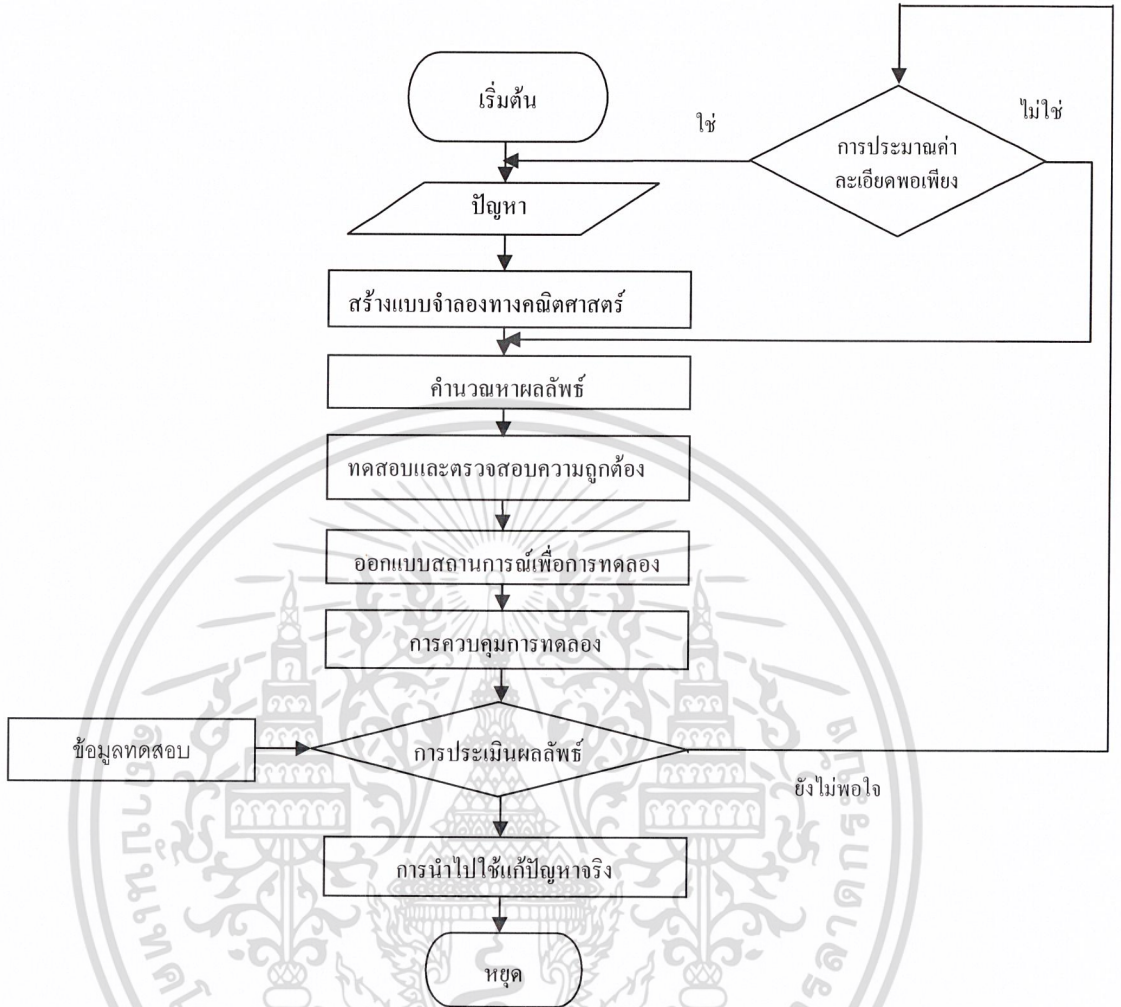 เริ่มต้น
ใช่
ไม่ใช่
การประมาณค่า
ละเอียดพอเพียง
ปัญหา
สร้างแบบจำลองทางคณิตศาสตร์
คำนวณหาผลลัพธ์
ทดสอบและตรวจสอบความถูกต้อง
ออกแบบสถานการณ์เพื่อการทดลอง
การควบคุมการทดลอง
ข้อมูลทดสอบ
การประเมินผลลัพธ์
ยังไม่พอใจ
การนำไปใช้แก้ปัญหาจริง
หยุด